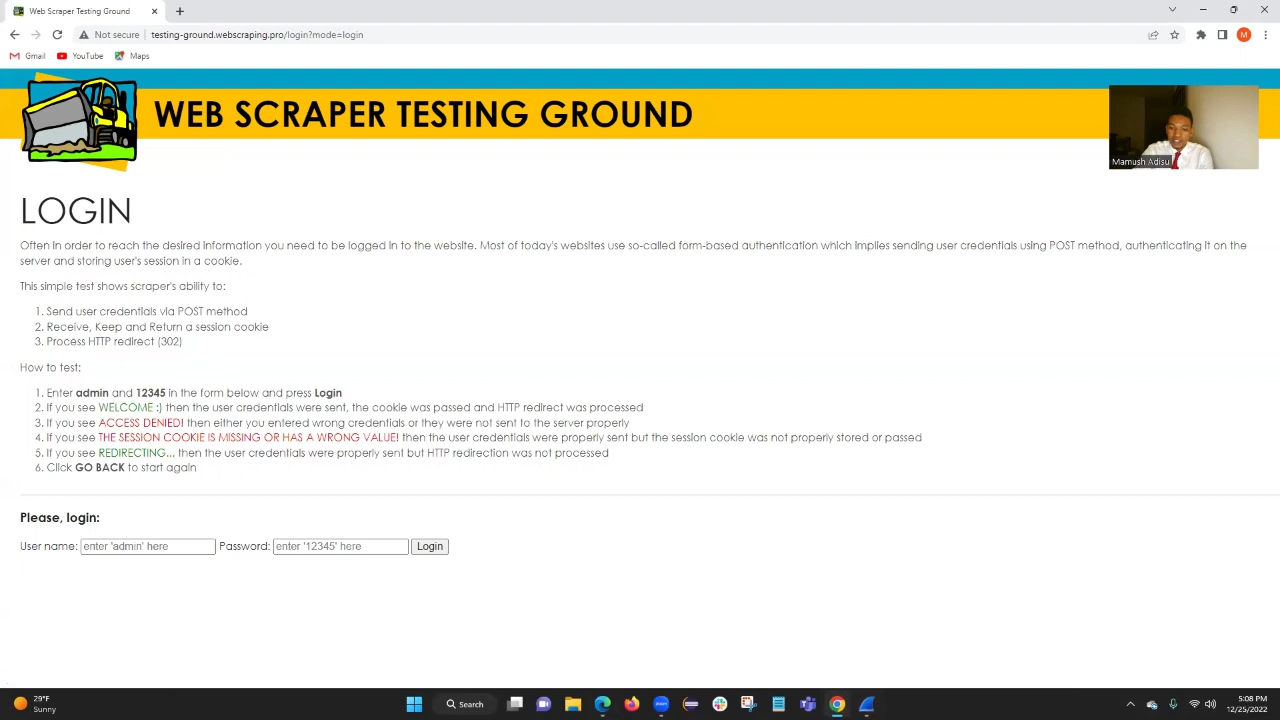 Web Scraper Testing Ground
Not secure | testing-ground.webscraping.pro/login?mode=login
M
Gmail YouTube Maps
WEB SCRAPER TESTING GROUND
Mamush Adisu
LOGIN
Often in order to reach the desired information you need to be logged in to the website. Most of today's websites use so-called form-based authentication which implies sending user credentials using POST method, authenticating it on the
server and storing user's session in a cookie.
This simple test shows scraper's ability to:
1. Send user credentials via POST method
2. Receive, Keep and Return a session cookie
3. Process HTTP redirect (302)
How to test:
1. Enter admin and 12345 in the form below and press Login
2. If you see WELCOME :) then the user credentials were sent, the cookie was passed and HTTP redirect was processed
3. If you see ACCESS DENIED! then either you entered wrong credentials or they were not sent to the server properly
4. If you see THE SESSION COOKIE IS MISSING OR HAS A WRONG VALUE! then the user credentials were properly sent but the session cookie was not properly stored or passed
5. If you see REDIRECTING... then the user credentials were properly sent but HTTP redirection was not processed
6. Click GO BACK to start again
Please, login:
User name: enter 'admin' here Password: enter '12345' here Login
29°F
Sunny
Search
5:08 PM
12/25/2022